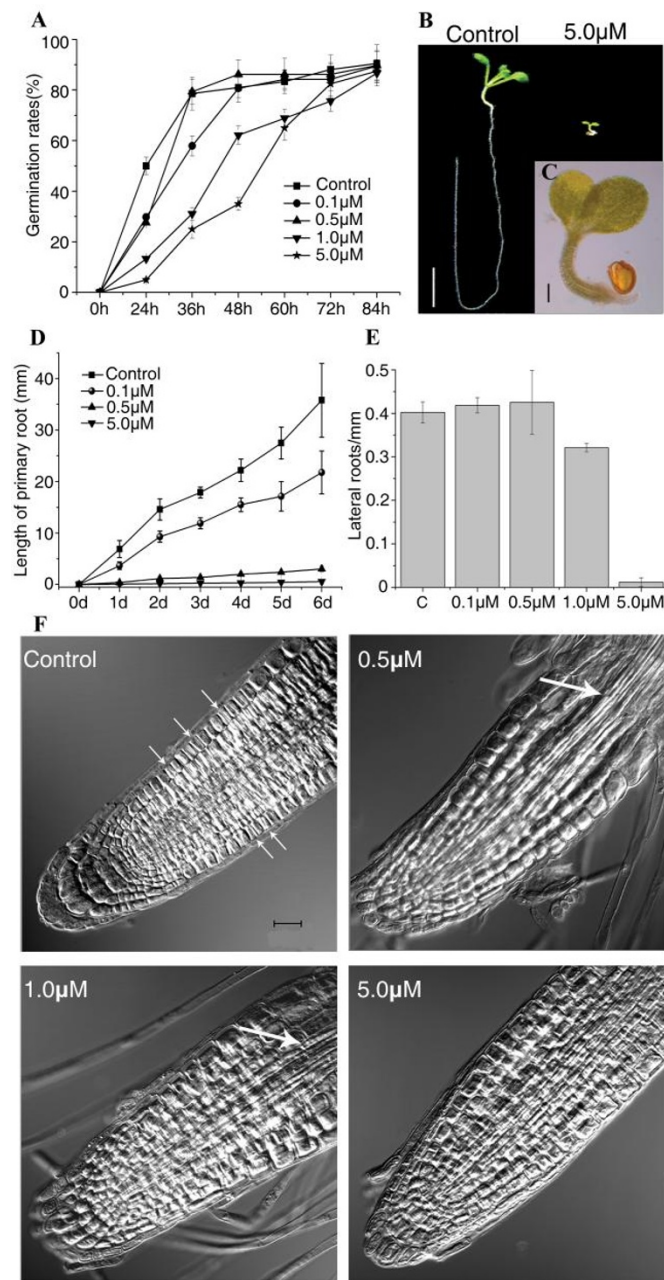 A
Germination rates(%)
100
80
60
40
20
0
0h 24h 36h 48h 60h 72h 84h
Control
0.1µM
0.5µM
1.0µM
5.0µM
B
Control 5.0µM
C
D
Length of primary root (mm)
40
30
20
10
0
0d 1d 2d 3d 4d 5d 6d
Control
0.1µM
0.5µM
5.0µM
E
Lateral roots/mm
0.5
0.4
0.3
0.2
0.1
0
C 0.1µM 0.5µM 1.0µM 5.0µM
F
Control
0.5µM
1.0µM
5.0µM